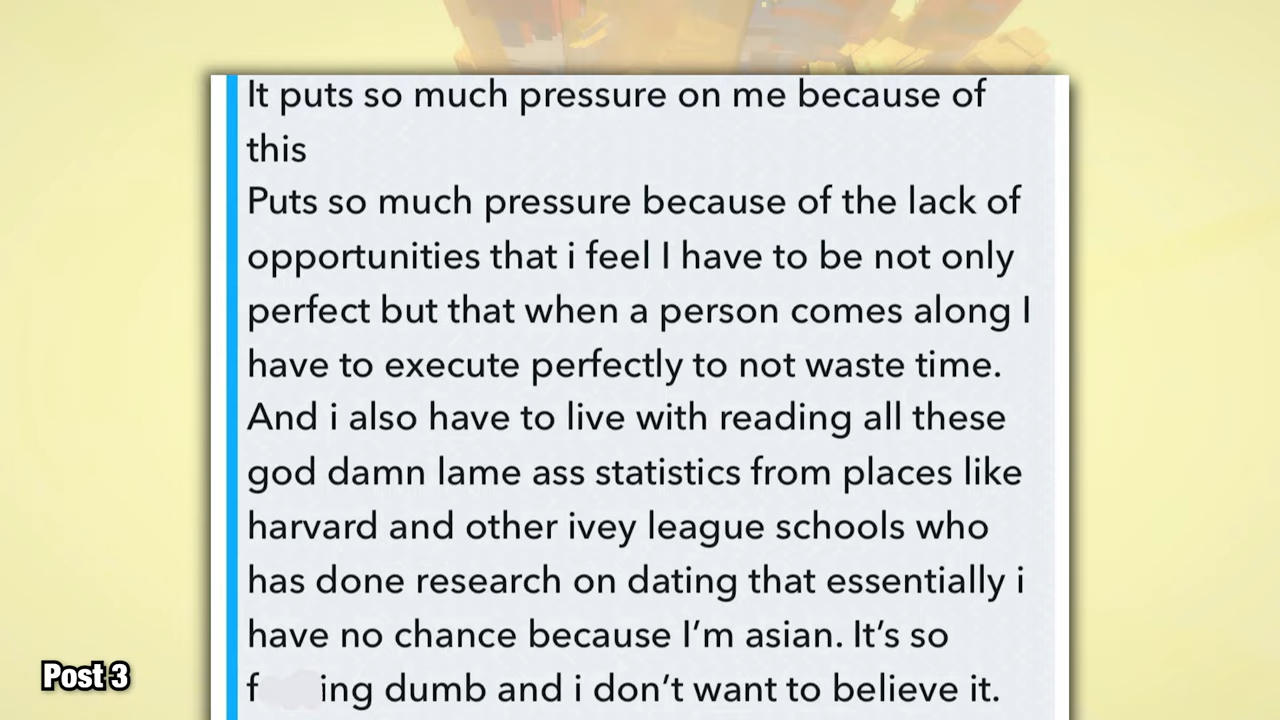 It puts so much pressure on me because of
this
Puts so much pressure because of the lack of
opportunities that i feel I have to be not only
perfect but that when a person comes along I
have to execute perfectly to not waste time.
And i also have to live with reading all these
god damn lame ass statistics from places like
harvard and other ivey league schools who
has done research on dating that essentially i
have no chance because I'm asian. It's so
f ing dumb and i don't want to believe it.
Post 3